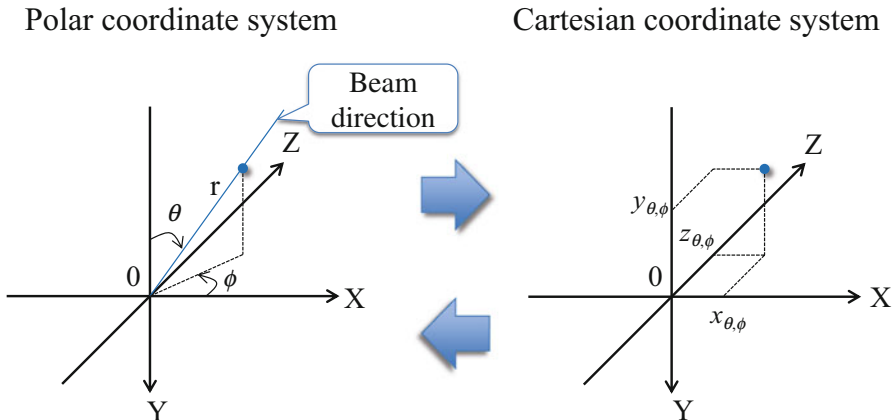 Polar coordinate system
Cartesian coordinate system
Beam
direction
Z
r
θ
0
ϕ
X
Y
Z
y_{θ,ϕ}
z_{θ,ϕ}
0
X
x_{θ,ϕ}
Y